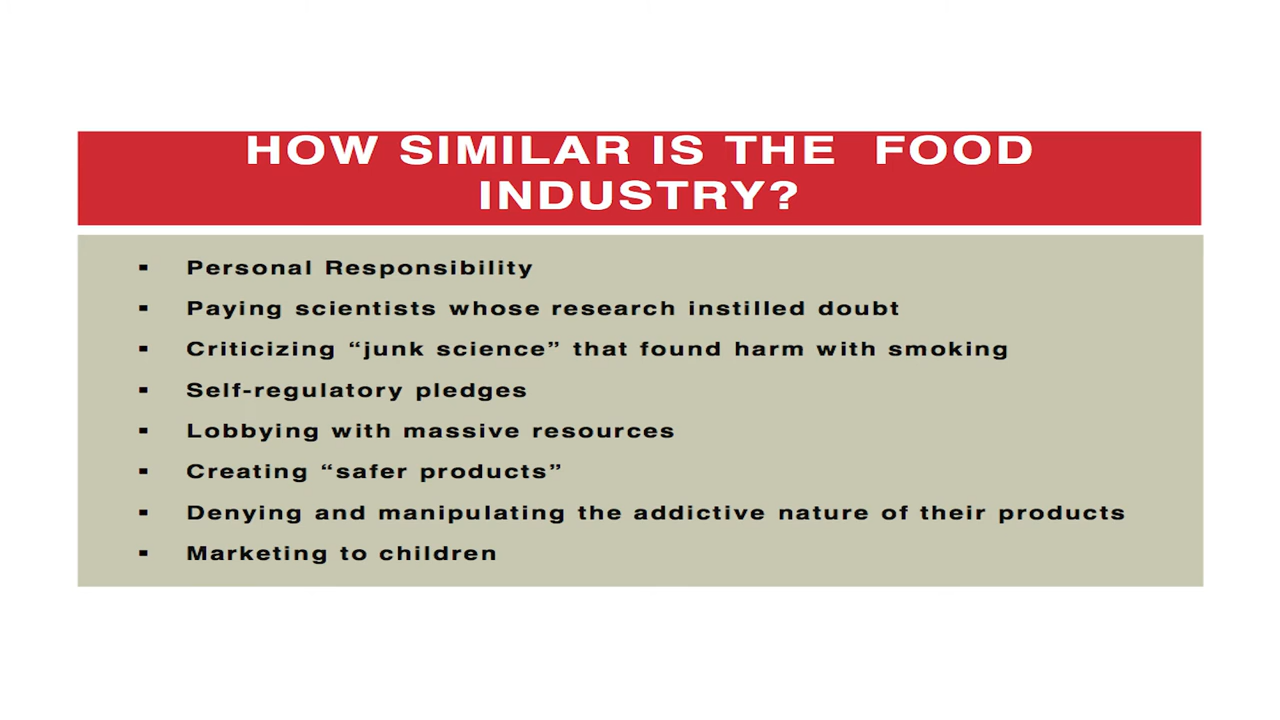 HOW SIMILAR IS THE FOOD
INDUSTRY?
▪ Personal Responsibility
▪ Paying scientists whose research instilled doubt
▪ Criticizing “junk science” that found harm with smoking
▪ Self-regulatory pledges
▪ Lobbying with massive resources
▪ Creating “safer products”
▪ Denying and manipulating the addictive nature of their products
▪ Marketing to children